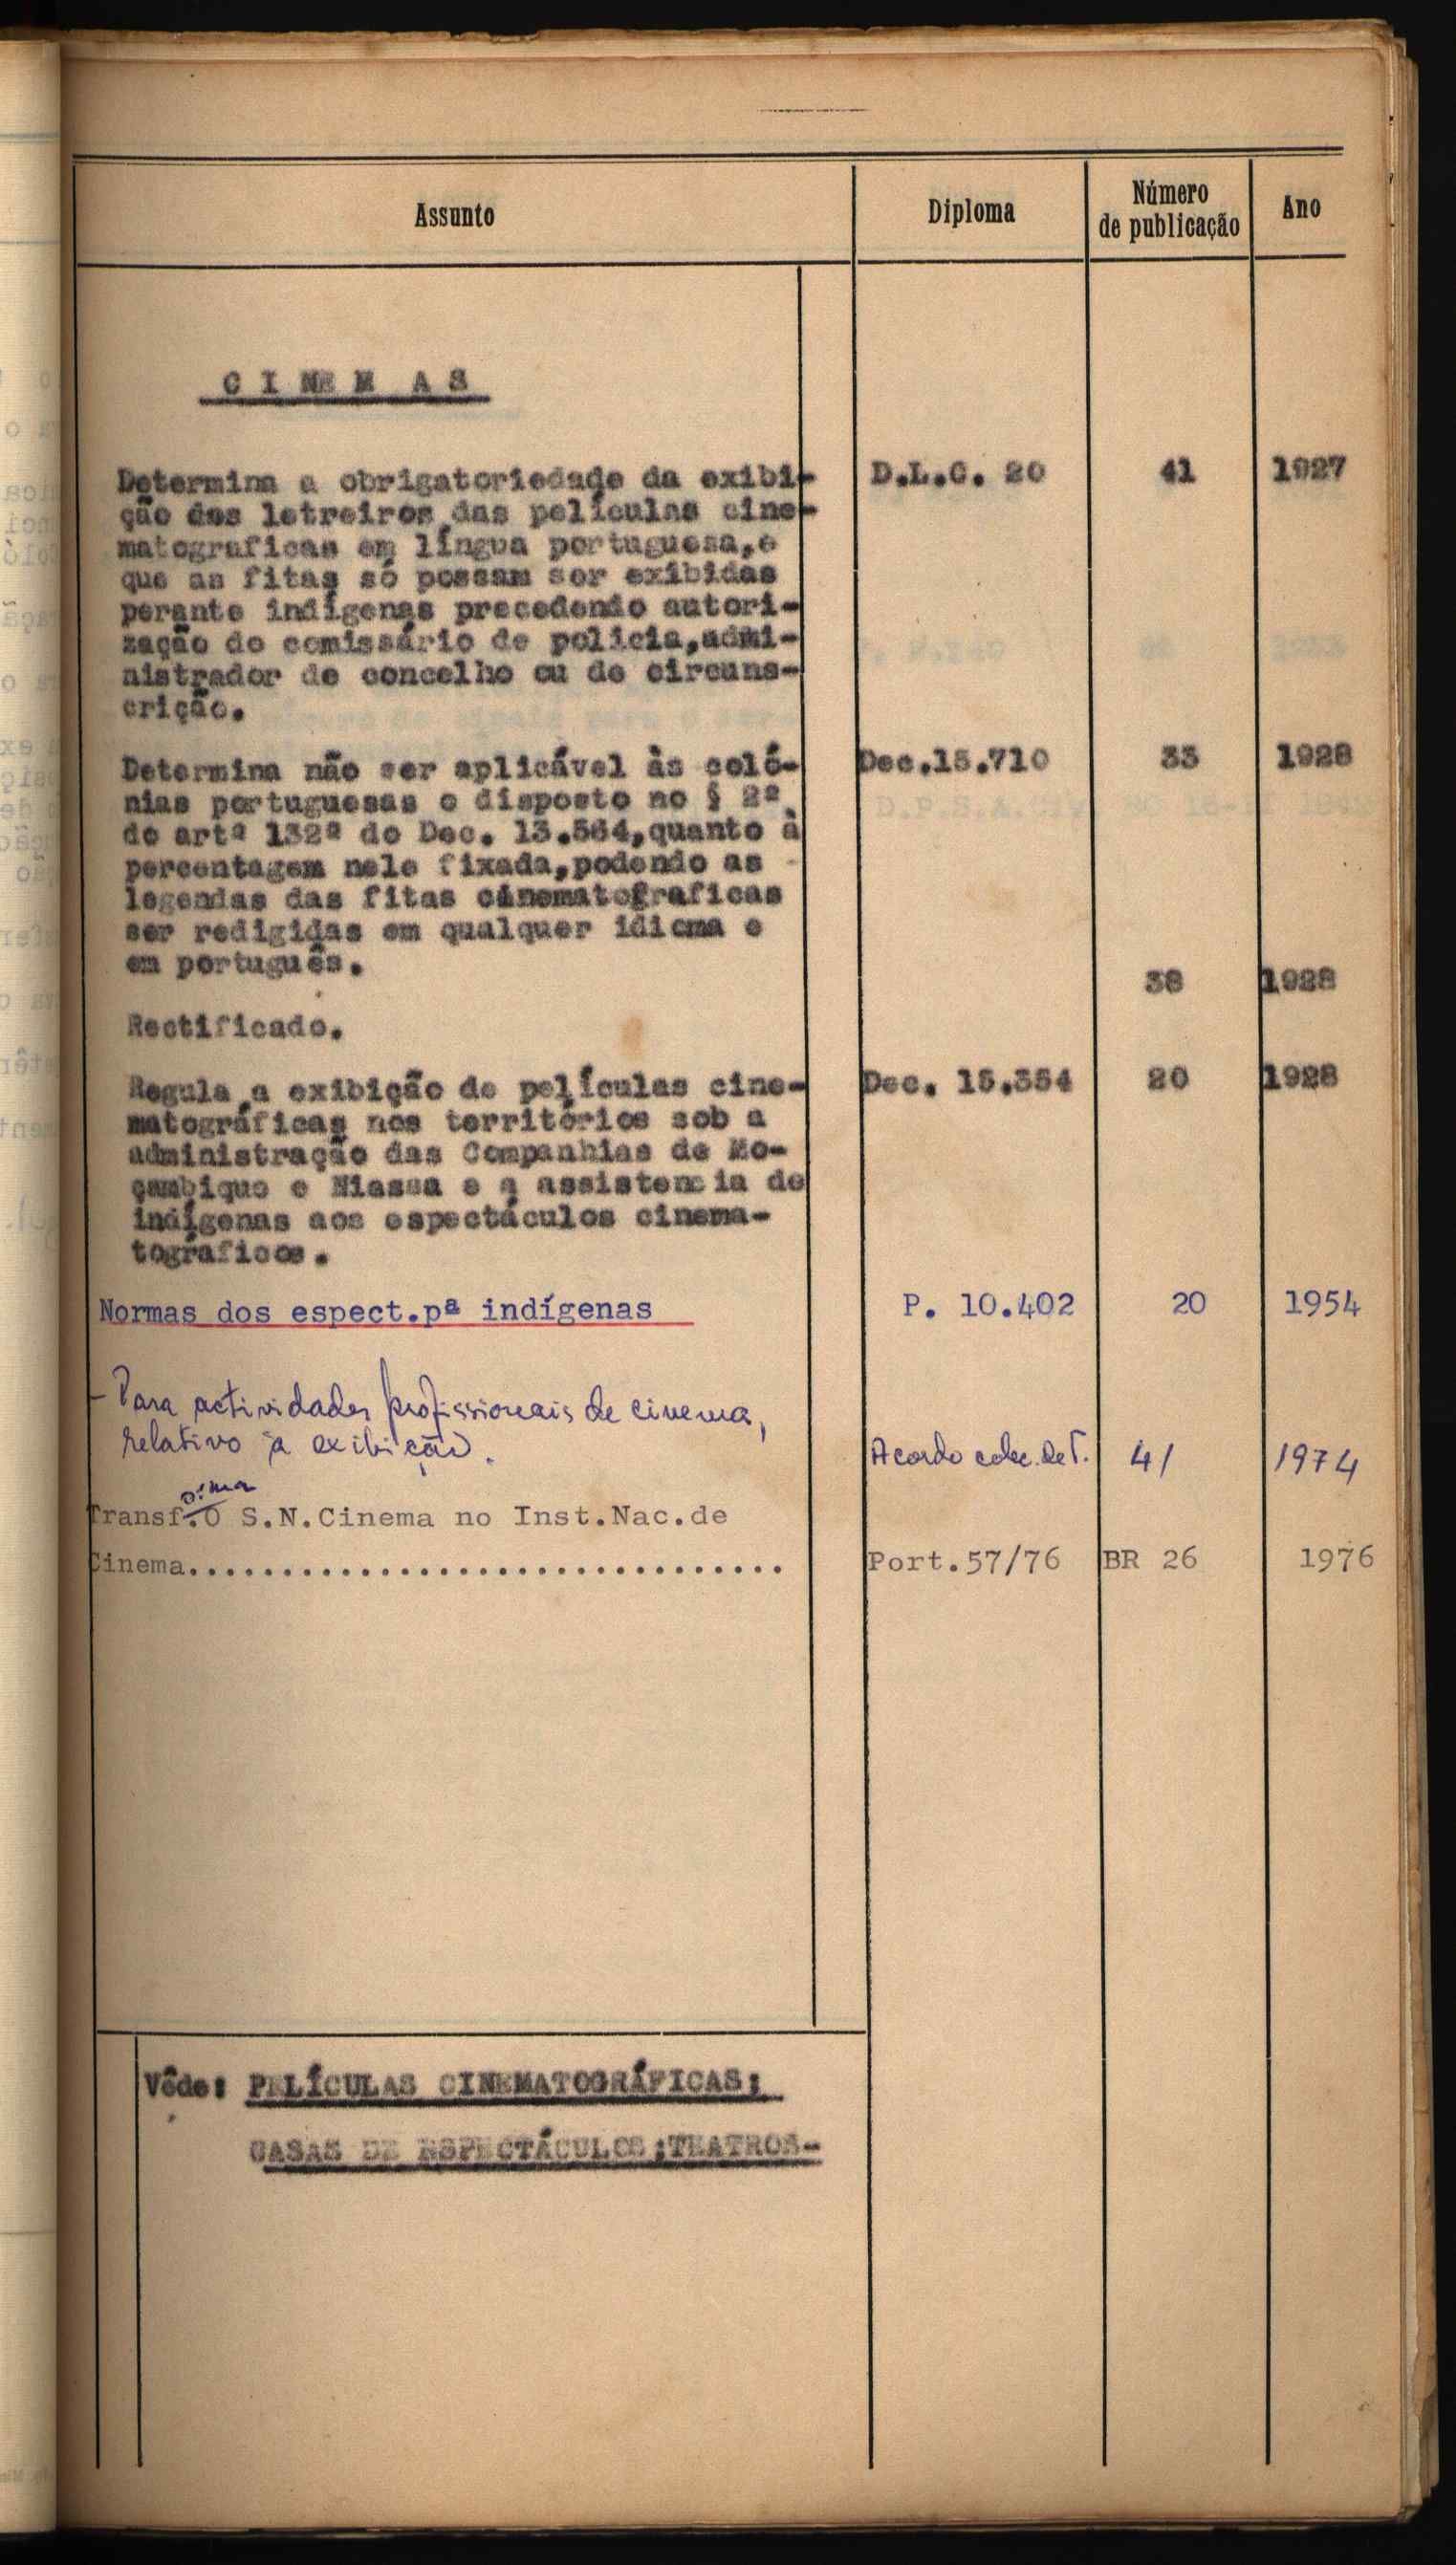 Assunto Diploma Número de publicação Ano
C I N E M A S
Determina a obrigatoriedade da exibi- D.L.C. 20 41 1927
ção dos letreiros das películas cine-
matograficas em língua portuguesa,e
que as fitas só possam ser exibidas
perante indígenas precedendo autori-
zação do comissário de policia,admi-
nistrador de concelho ou de circuns-
crição.
Determina não ser aplicável às coló- Dec.15.710 33 1928
nias portuguesas o disposto no § 2º
do artº 132º do Dec. 13.564,quanto à
percentagem nele fixada,podendo as
legendas das fitas cinematograficas
ser redigidas em qualquer idioma e
em português.
38 1928
Rectificado.
Regula a exibição de películas cine- Dec. 15.354 20 1928
matográficas nos territórios sob a
administração das Companhias de Mo-
çambique e Niassa e a assistencia de
indígenas aos espectáculos cinema-
tográficos.
Normas dos espect.pª indígenas P. 10.402 20 1954
- Para actividades profissionais de cinema,
relativo à exibição. Acordo colec. de T. 41 1974
Transf.O S.N.Cinema no Inst.Nac.de
Cinema................................ Port.57/76 BR 26 1976
Vêde: PELÍCULAS CINEMATOGRÁFICAS;
CASAS DE ESPECTÁCULOS;TEATROS-